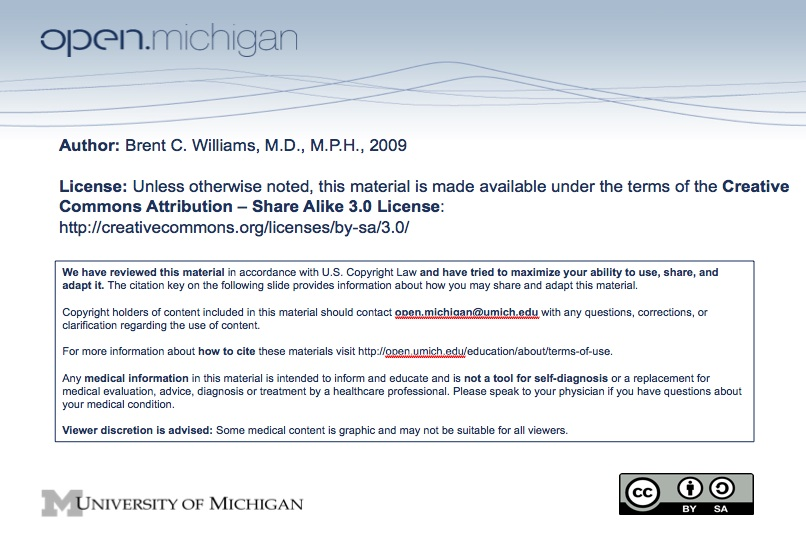 open.michigan
Author: Brent C. Williams, M.D., M.P.H., 2009
License: Unless otherwise noted, this material is made available under the terms of the Creative
Commons Attribution – Share Alike 3.0 License:
http://creativecommons.org/licenses/by-sa/3.0/
We have reviewed this material in accordance with U.S. Copyright Law and have tried to maximize your ability to use, share, and
adapt it. The citation key on the following slide provides information about how you may share and adapt this material.
Copyright holders of content included in this material should contact open.michigan@umich.edu with any questions, corrections, or
clarification regarding the use of content.
For more information about how to cite these materials visit http://open.umich.edu/education/about/terms-of-use.
Any medical information in this material is intended to inform and educate and is not a tool for self-diagnosis or a replacement for
medical evaluation, advice, diagnosis or treatment by a healthcare professional. Please speak to your physician if you have questions about
your medical condition.
Viewer discretion is advised: Some medical content is graphic and may not be suitable for all viewers.
M UNIVERSITY OF MICHIGAN
cc
BY SA